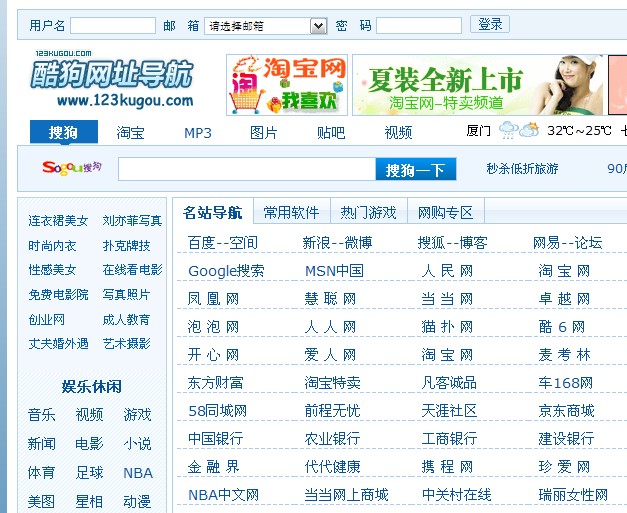 用户名 邮 箱 请选择邮箱 密 码 登录
123KUGOU.COM
酷狗网址导航
www.123kugou.com
淘 淘宝网
我喜欢
夏装全新上市
淘宝网-特卖频道
搜狗 淘宝 MP3 图片 贴吧 视频 厦门 32℃~25℃
Sogou搜狗 搜狗一下 秒杀低折旅游
连衣裙美女 刘亦菲写真
时尚内衣 扑克牌技
性感美女 在线看电影
免费电影院 写真照片
创业网 成人教育
丈夫婚外遇 艺术摄影
娱乐休闲
音乐 视频 游戏
新闻 电影 小说
体育 足球 NBA
美图 星相 动漫
名站导航 常用软件 热门游戏 网购专区
百度--空间 新浪--微博 搜狐--博客 网易--论坛
Google搜索 MSN中国 人 民 网 淘 宝 网
凤 凰 网 慧 聪 网 当 当 网 卓 越 网
泡 泡 网 人 人 网 猫 扑 网 酷 6 网
开 心 网 爱 人 网 淘 宝 网 麦 考 林
东方财富 淘宝特卖 凡客诚品 车168网
58同城网 前程无忧 天涯社区 京东商城
中国银行 农业银行 工商银行 建设银行
金 融 界 代代健康 携 程 网 珍 爱 网
NBA中文网 当当网上商城 中关村在线 瑞丽女性网